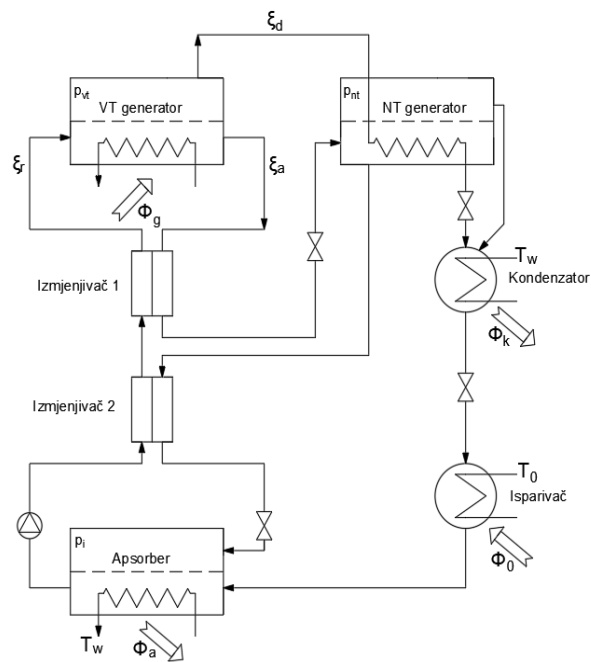 ξd
pvt
VT generator
pnt
NT generator
ξr
ξa
Φg
Izmjenjivač 1
Tw
Kondenzator
Φk
Izmjenjivač 2
T0
Isparivač
Φ0
pi
Apsorber
Tw
Φa